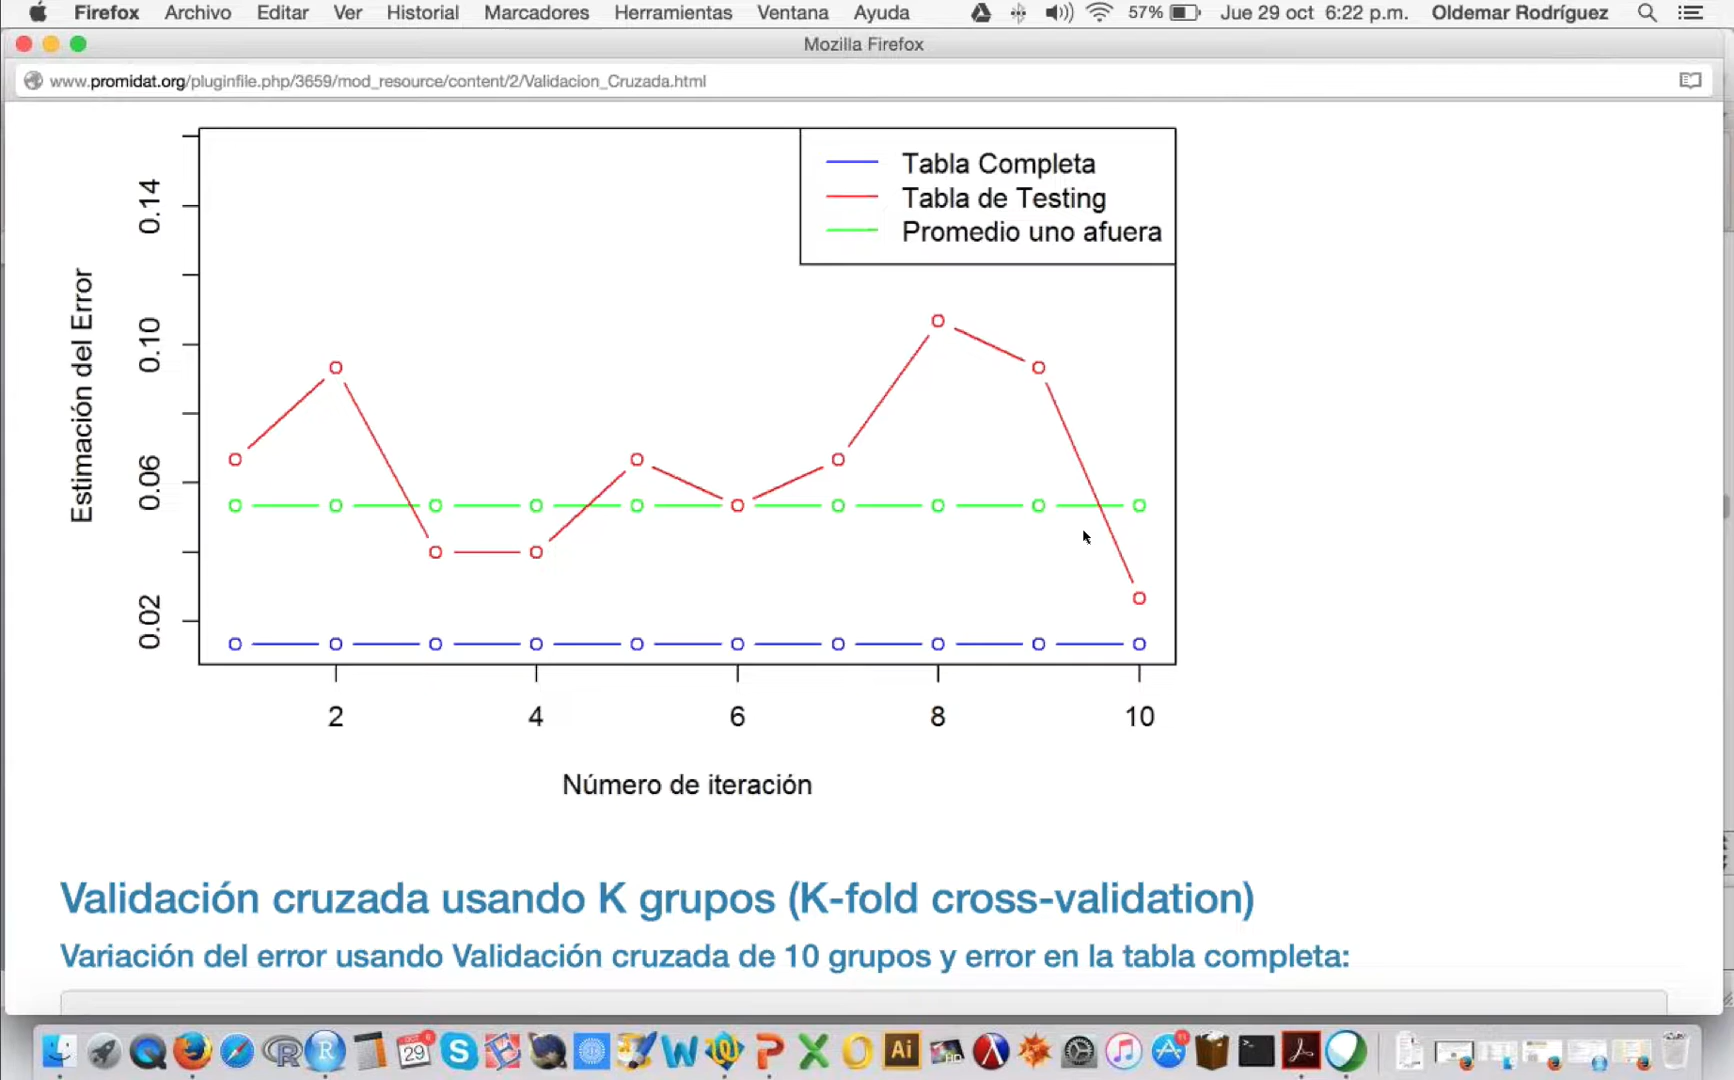 Firefox Archivo Editar Ver Historial Marcadores Herramientas Ventana Ayuda 57% Jue 29 oct 6:22 p.m. Oldemar Rodríguez
Mozilla Firefox
www.promidat.org/pluginfile.php/3659/mod_resource/content/2/Validacion_Cruzada.html
Tabla Completa
Tabla de Testing
Promedio uno afuera
Estimación del Error
0.14
0.10
0.06
0.02
2 4 6 8 10
Número de iteración
Validación cruzada usando K grupos (K-fold cross-validation)
Variación del error usando Validación cruzada de 10 grupos y error en la tabla completa:
29
Ai